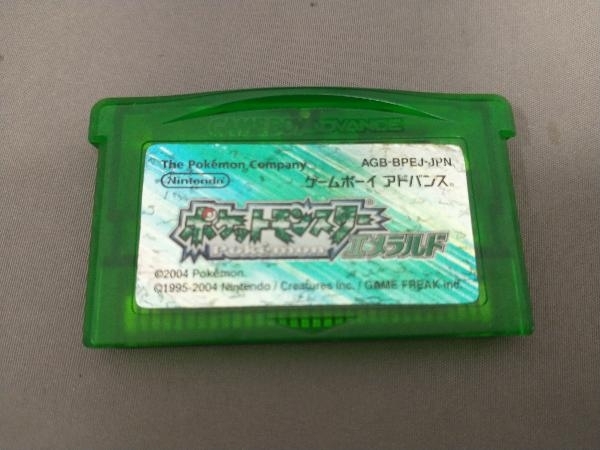 GAME BOY ADVANCE
The Pokémon Company AGB-BPEJ-JPN
Nintendo ゲームボーイ アドバンス®
ポケットモンスター®
POKéMON
エメラルド
©2004 Pokémon.
©1995-2004 Nintendo / Creatures inc. / GAME FREAK inc.